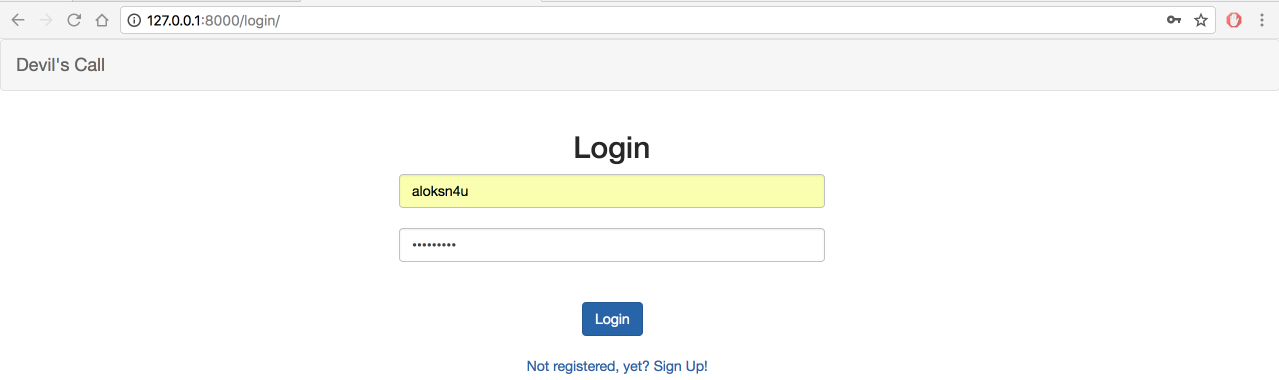 127.0.0.1:8000/login/
Devil's Call
Login
aloksn4u
•••••••••
Login
Not registered, yet? Sign Up!